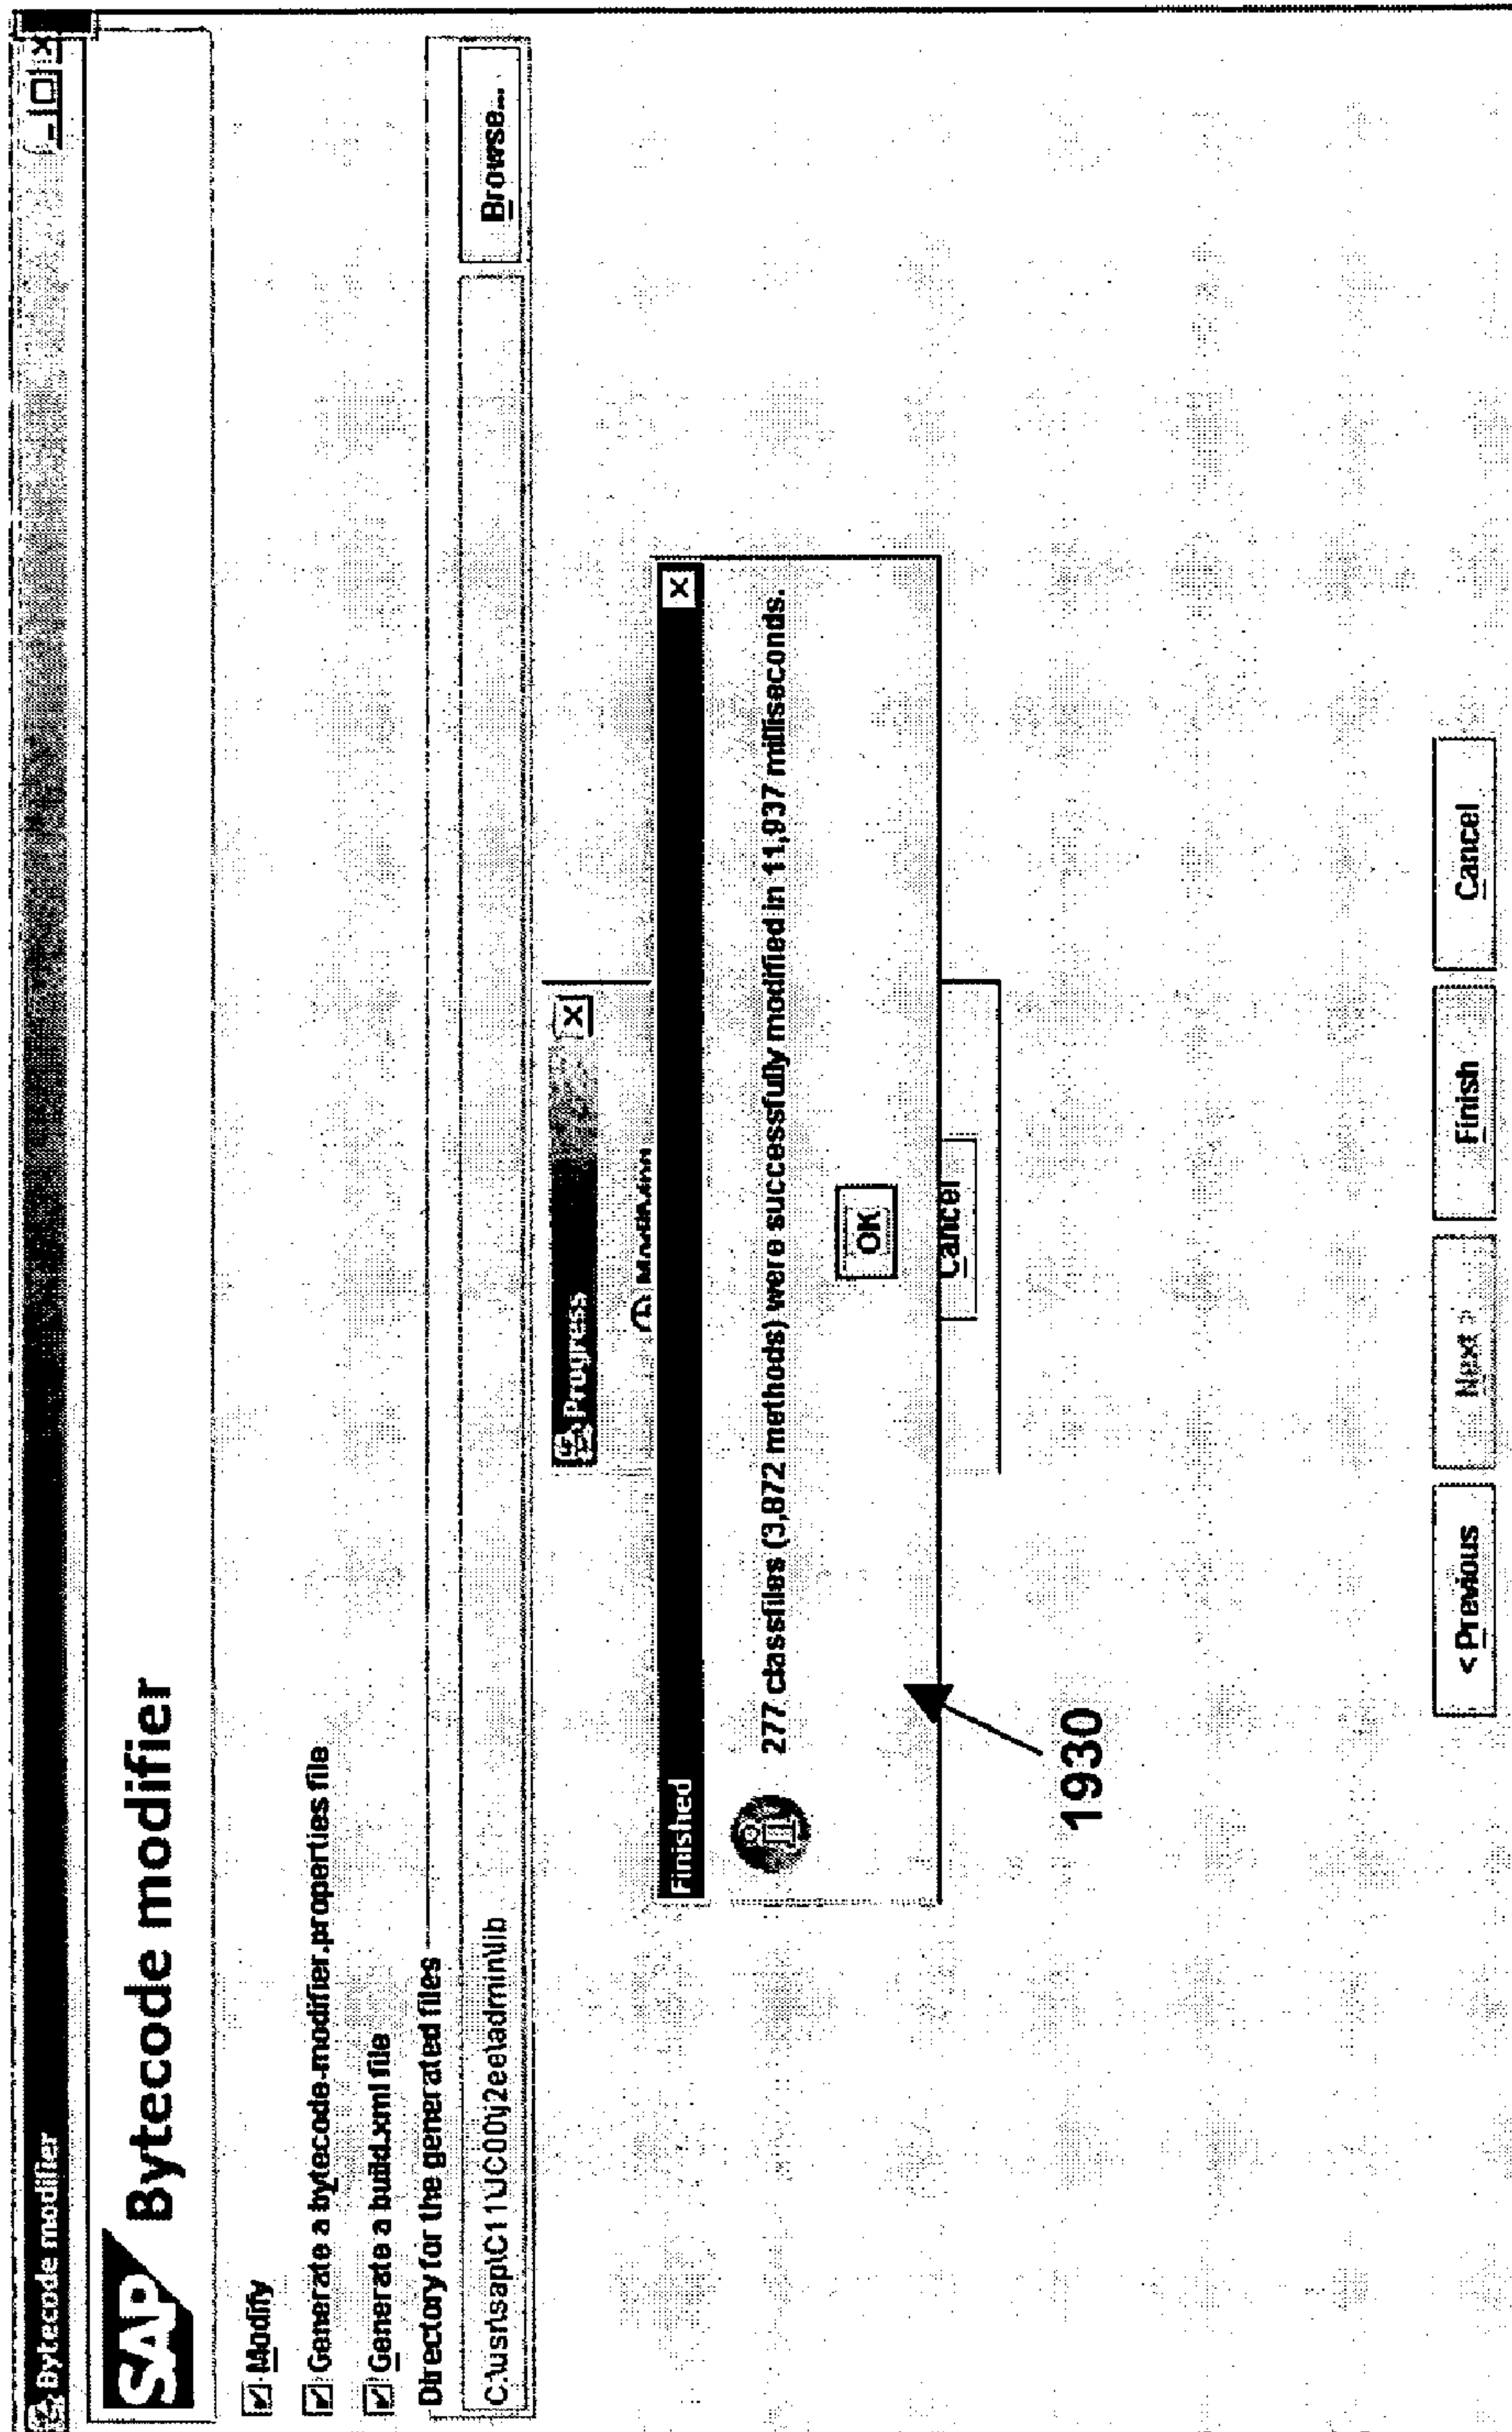 Bytecode modifier
SAP Bytecode modifier
Modify
Generate a bytecode-modifier.properties file
Generate a build.xml file
Directory for the generated files
C:\usr\sap\C11\JC00\j2ee\admin\lib
Browse...
Progress
Finished
277 classfiles (3,872 methods) were successfully modified in 11,937 milliseconds.
OK
Cancel
1930
< Previous
Next >
Finish
Cancel